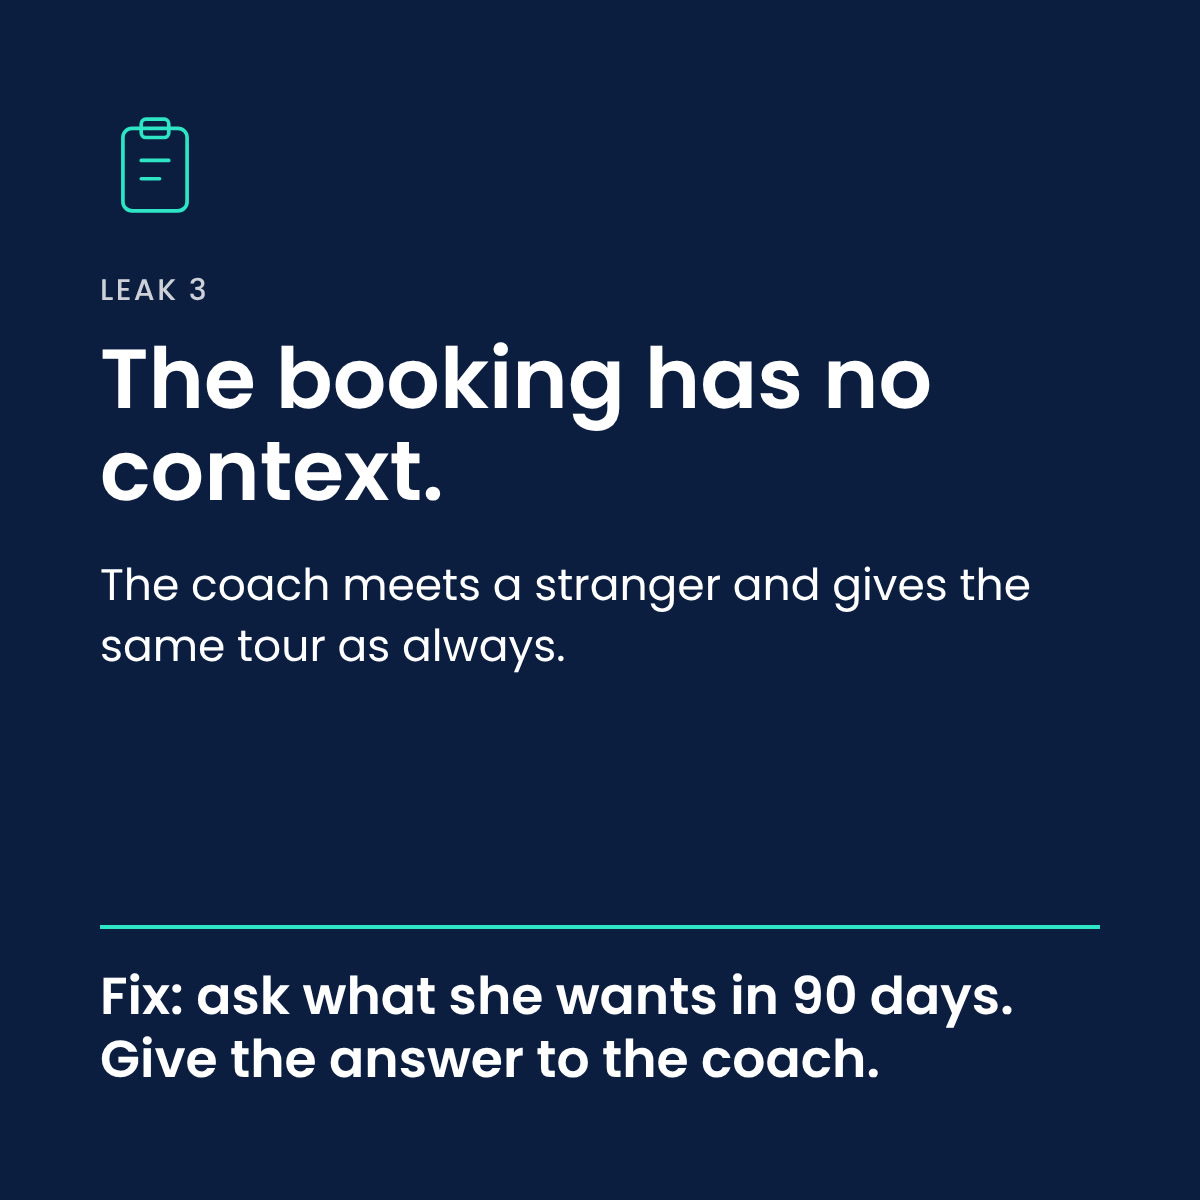 LEAK 3
The booking has no
context.
The coach meets a stranger and gives the
same tour as always.
Fix: ask what she wants in 90 days.
Give the answer to the coach.